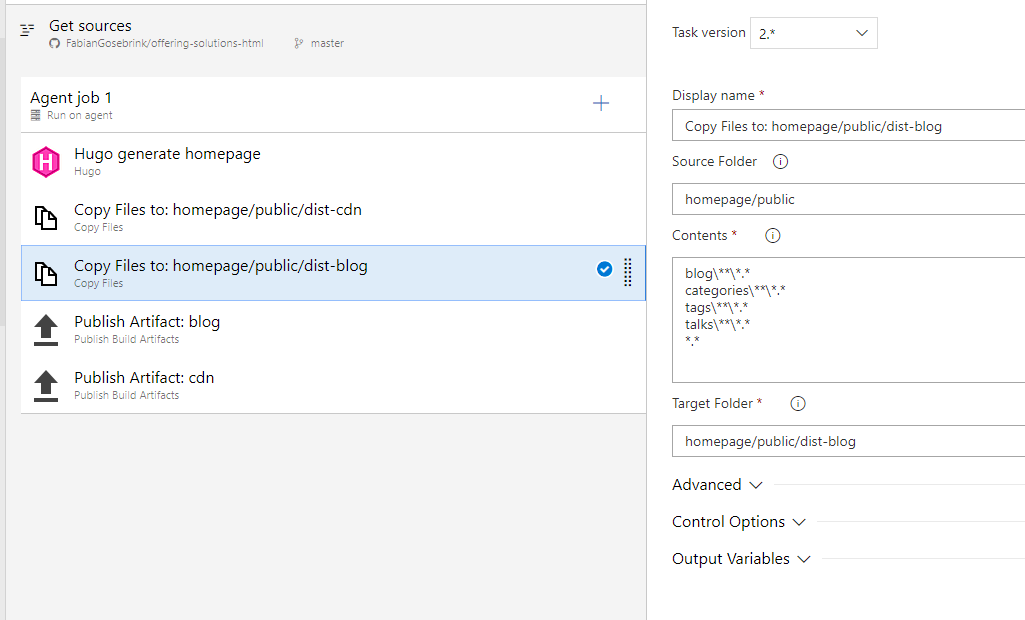 Get sources
FabianGosebrink/offering-solutions-html master
Agent job 1
Run on agent
Hugo generate homepage
Hugo
Copy Files to: homepage/public/dist-cdn
Copy Files
Copy Files to: homepage/public/dist-blog
Copy Files
Publish Artifact: blog
Publish Build Artifacts
Publish Artifact: cdn
Publish Build Artifacts
Task version 2.*
Display name *
Copy Files to: homepage/public/dist-blog
Source Folder
homepage/public
Contents *
blog\**\*.*
categories\**\*.*
tags\**\*.*
talks\**\*.*
*.*
Target Folder *
homepage/public/dist-blog
Advanced
Control Options
Output Variables